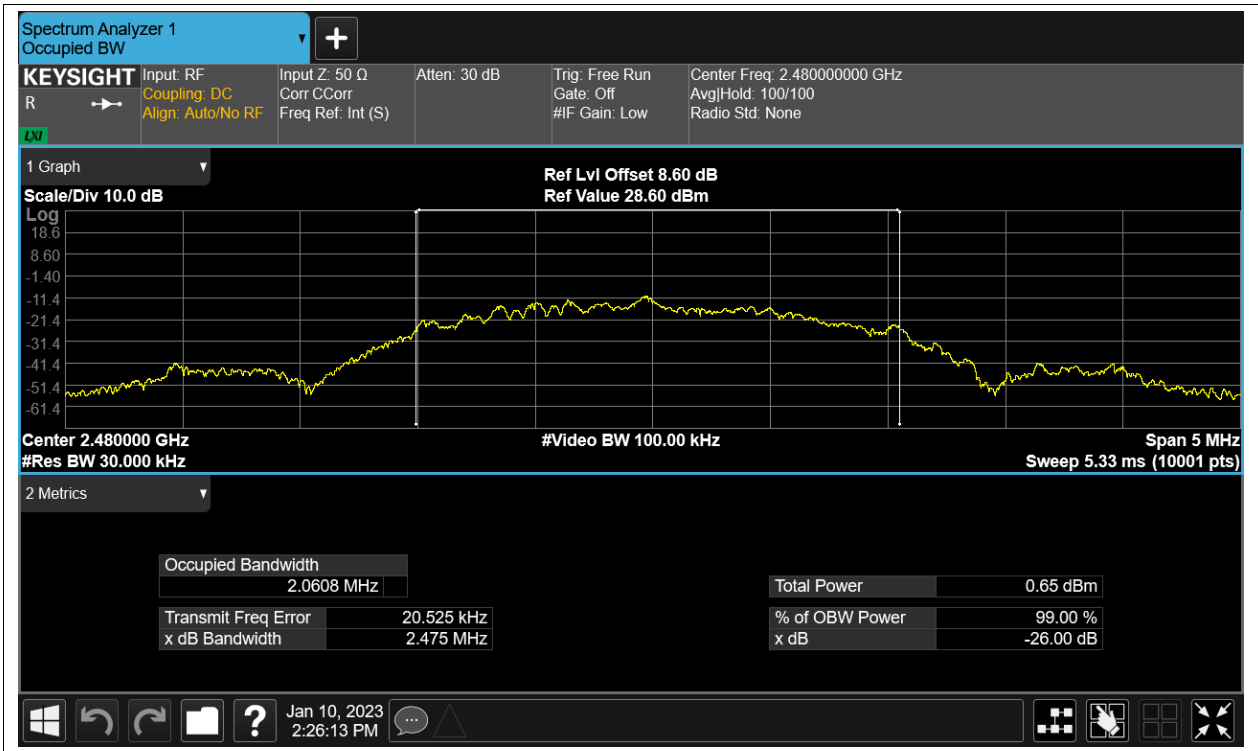 Spectrum Analyzer 1
Occupied BW
KEYSIGHT
R
LXI
Input: RF
Coupling: DC
Align: Auto/No RF
Input Z: 50 Ω
Corr CCorr
Freq Ref: Int (S)
Atten: 30 dB
Trig: Free Run
Gate: Off
#IF Gain: Low
Center Freq: 2.480000000 GHz
Avg|Hold: 100/100
Radio Std: None
1 Graph
Scale/Div 10.0 dB
Ref Lvl Offset 8.60 dB
Ref Value 28.60 dBm
Log
18.6
8.60
-1.40
-11.4
-21.4
-31.4
-41.4
-51.4
-61.4
Center 2.480000 GHz
#Res BW 30.000 kHz
#Video BW 100.00 kHz
Span 5 MHz
Sweep 5.33 ms (10001 pts)
2 Metrics
Occupied Bandwidth
2.0608 MHz
Transmit Freq Error 20.525 kHz
x dB Bandwidth 2.475 MHz
Total Power 0.65 dBm
% of OBW Power 99.00 %
x dB -26.00 dB
?
Jan 10, 2023
2:26:13 PM